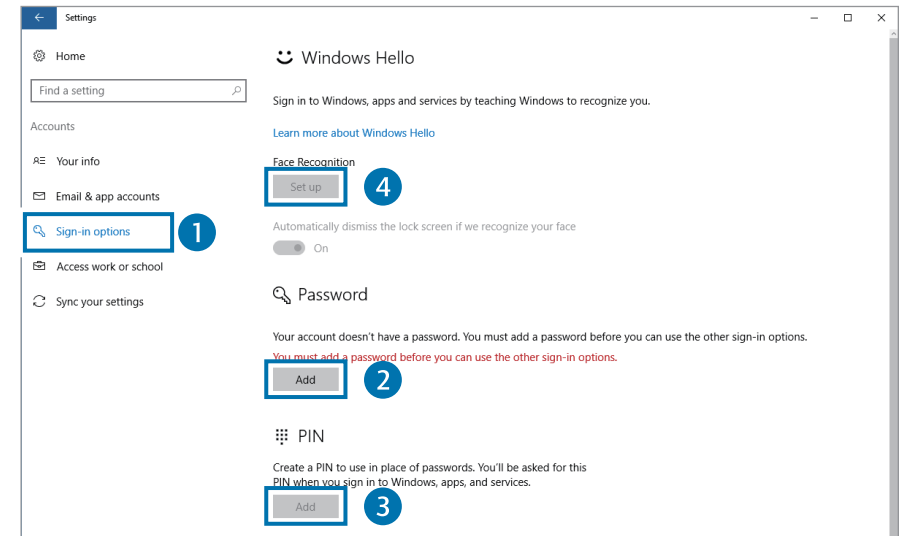 Settings
Home
Find a setting
Accounts
Your info
Email & app accounts
Sign-in options
1
Access work or school
Sync your settings
Windows Hello
Sign in to Windows, apps and services by teaching Windows to recognize you.
Learn more about Windows Hello
Face Recognition
Set up
4
Automatically dismiss the lock screen if we recognize your face
On
Password
Your account doesn't have a password. You must add a password before you can use the other sign-in options.
You must add a password before you can use the other sign-in options.
Add
2
PIN
Create a PIN to use in place of passwords. You'll be asked for this
PIN when you sign in to Windows, apps, and services.
Add
3